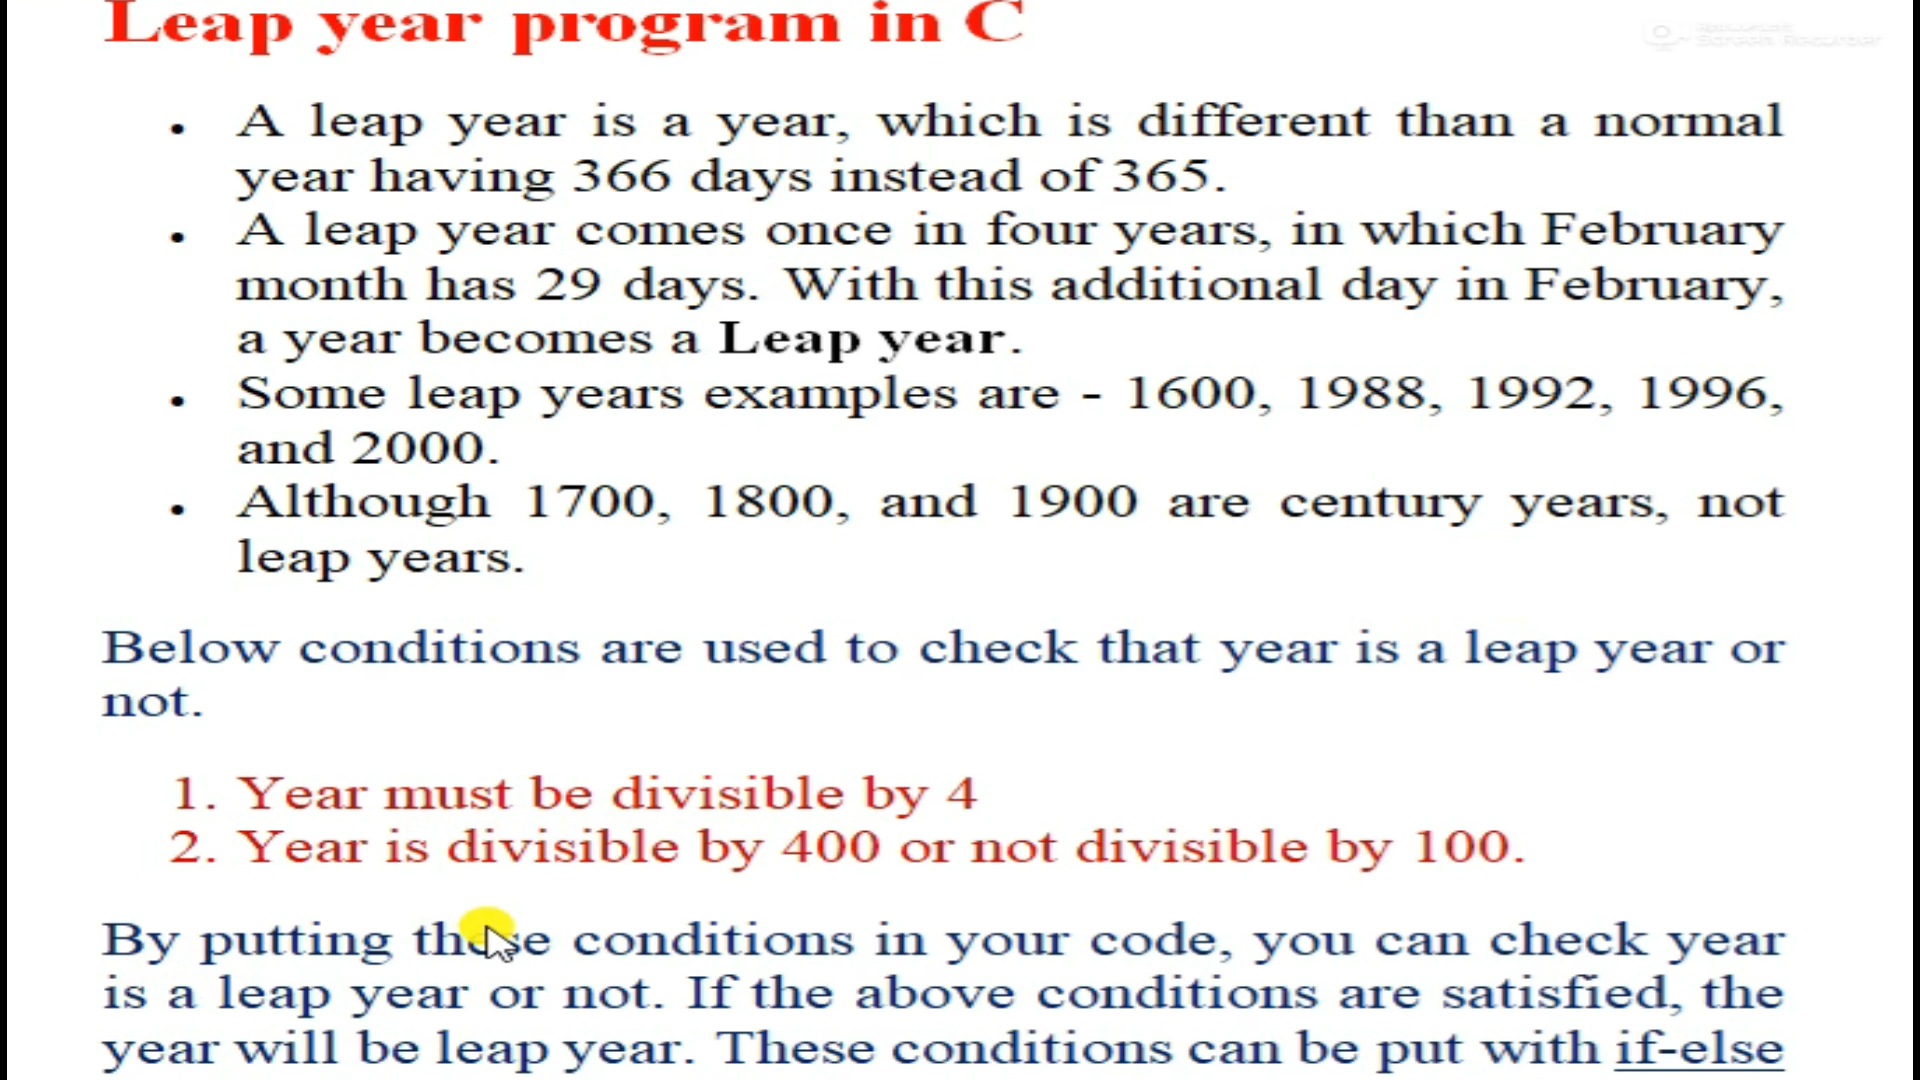 Leap year program in C
Screen Recorder
• A leap year is a year, which is different than a normal
year having 366 days instead of 365.
• A leap year comes once in four years, in which February
month has 29 days. With this additional day in February,
a year becomes a Leap year.
• Some leap years examples are - 1600, 1988, 1992, 1996,
and 2000.
• Although 1700, 1800, and 1900 are century years, not
leap years.
Below conditions are used to check that year is a leap year or
not.
1. Year must be divisible by 4
2. Year is divisible by 400 or not divisible by 100.
By putting these conditions in your code, you can check year
is a leap year or not. If the above conditions are satisfied, the
year will be leap year. These conditions can be put with if-else